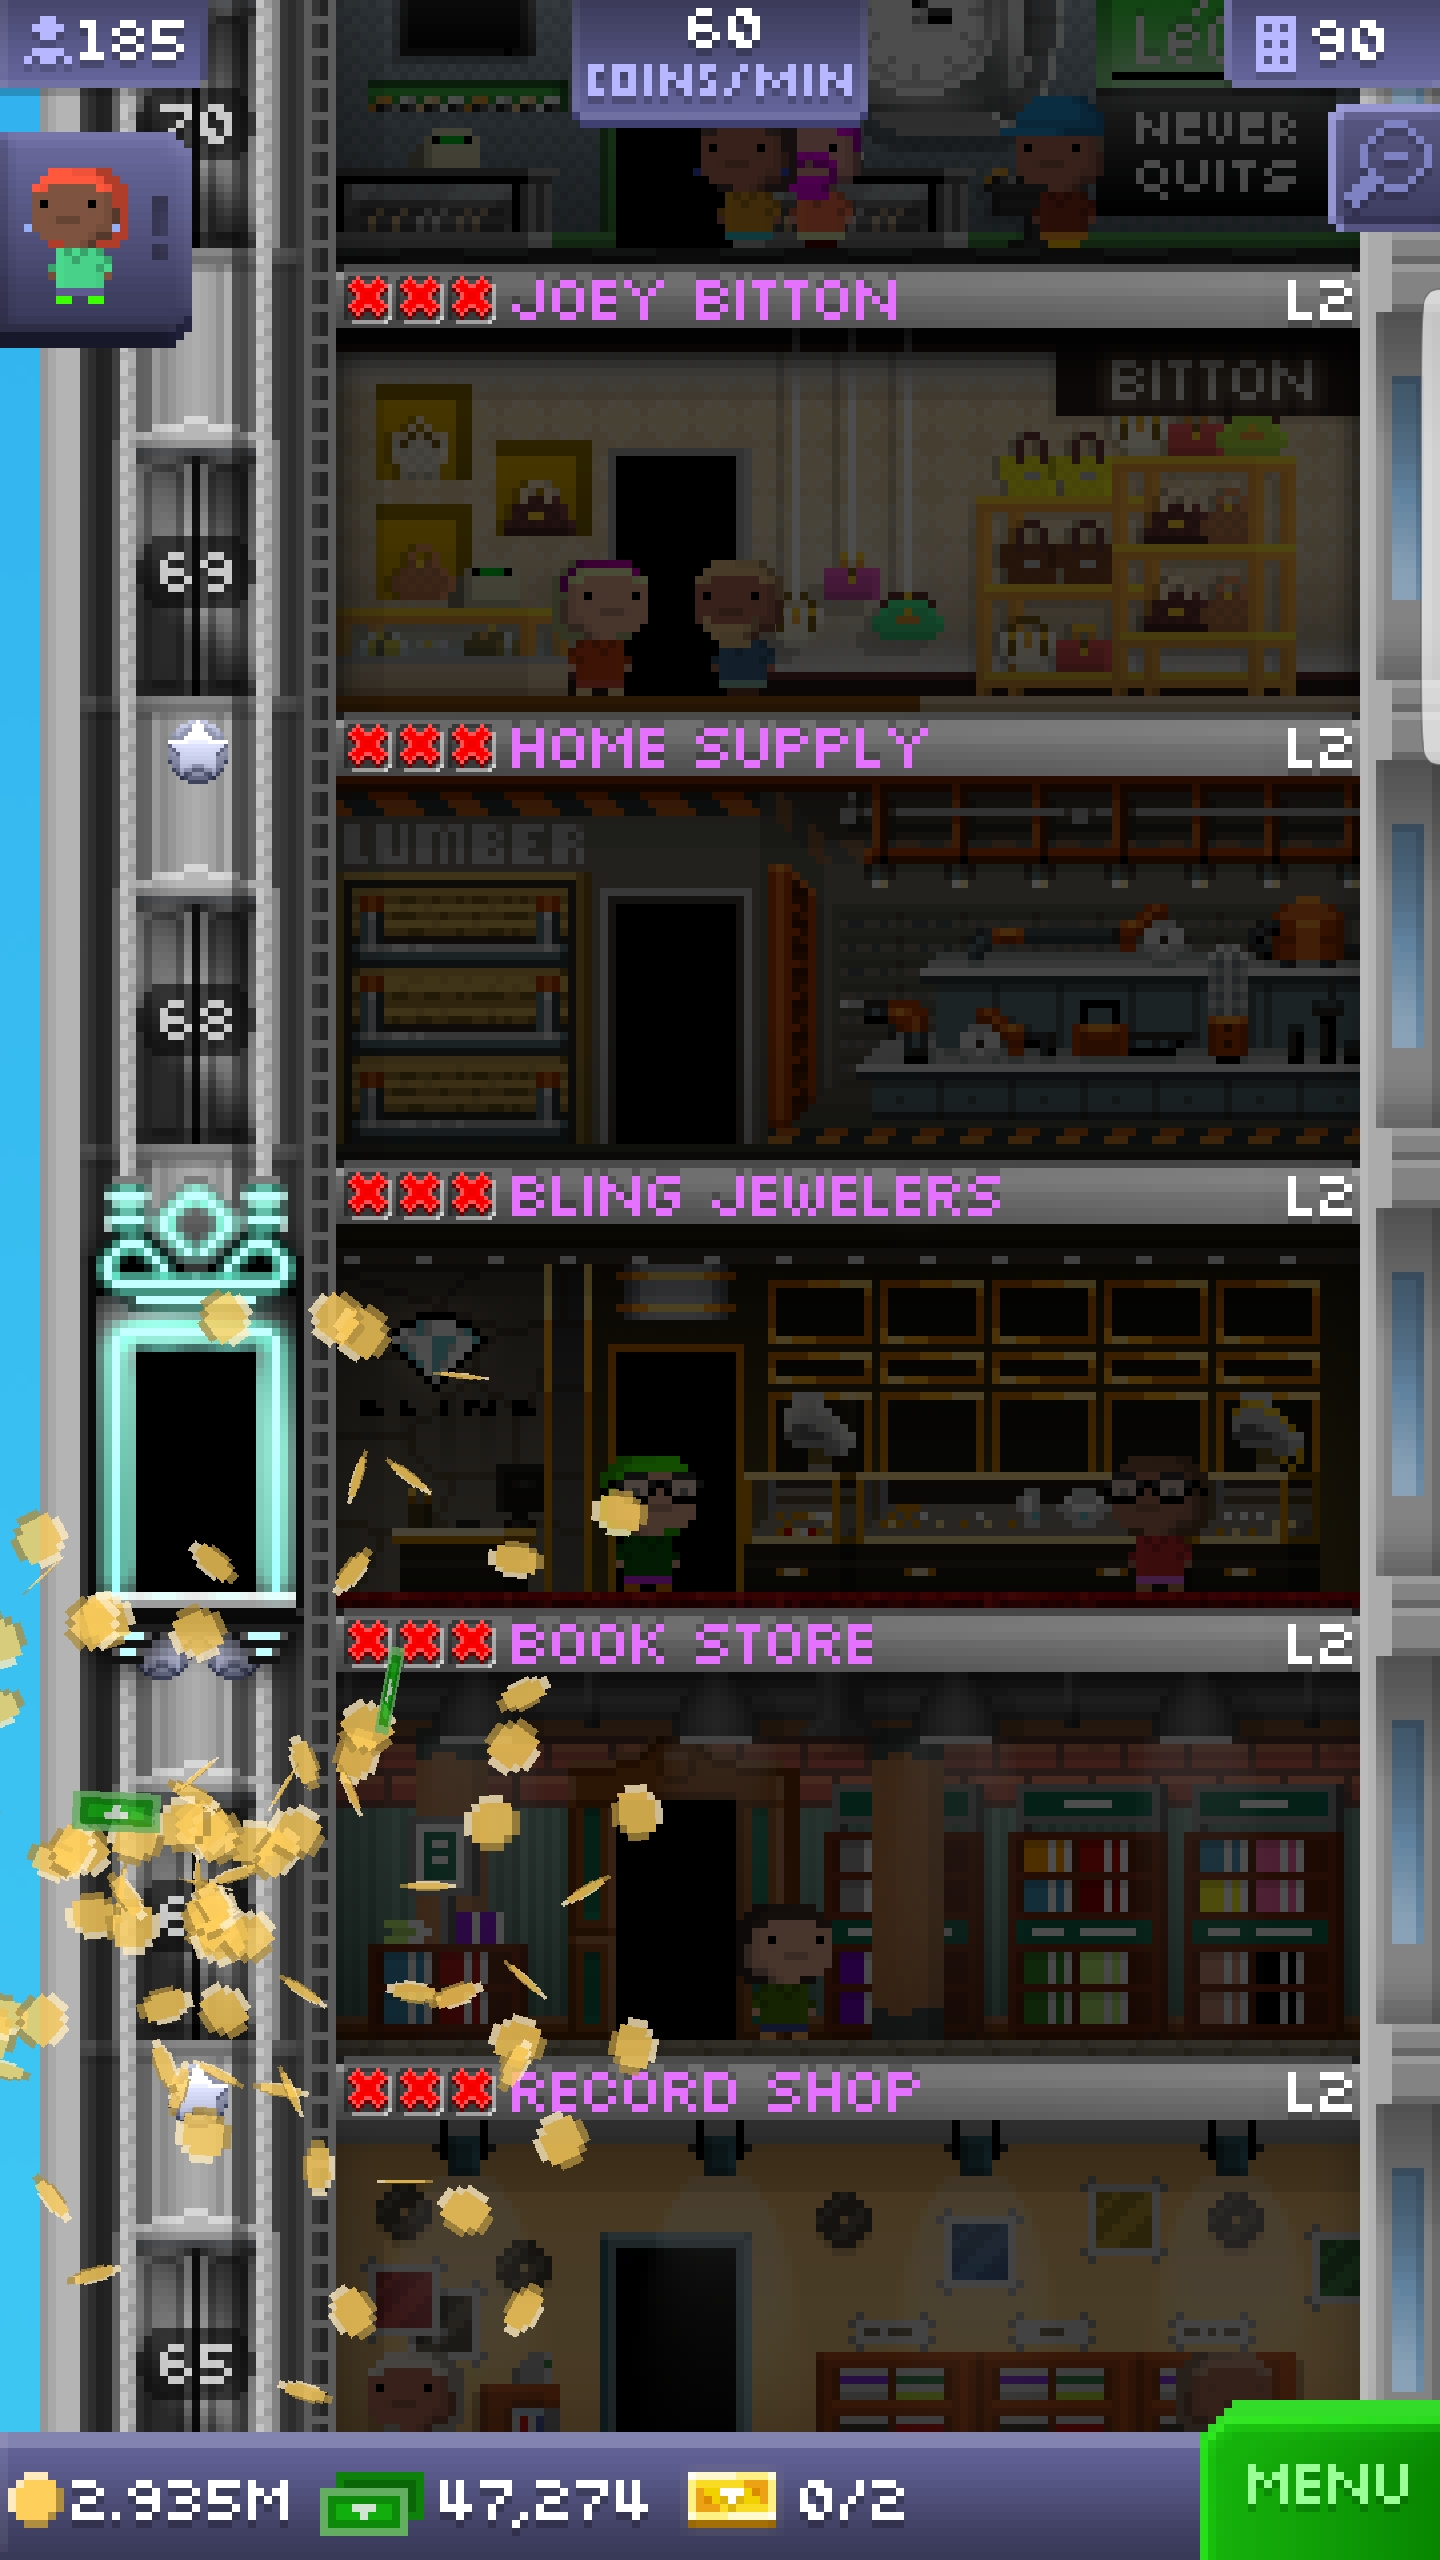 185
60
COINS/MIN
90
70
NEVER
QUITS
JOEY BITTON
L2
BITTON
69
HOME SUPPLY
L2
LUMBER
68
BLING JEWELERS
L2
BLING
BOOK STORE
L2
B
RECORD SHOP
L2
65
2.935M
47,274
0/2
MENU